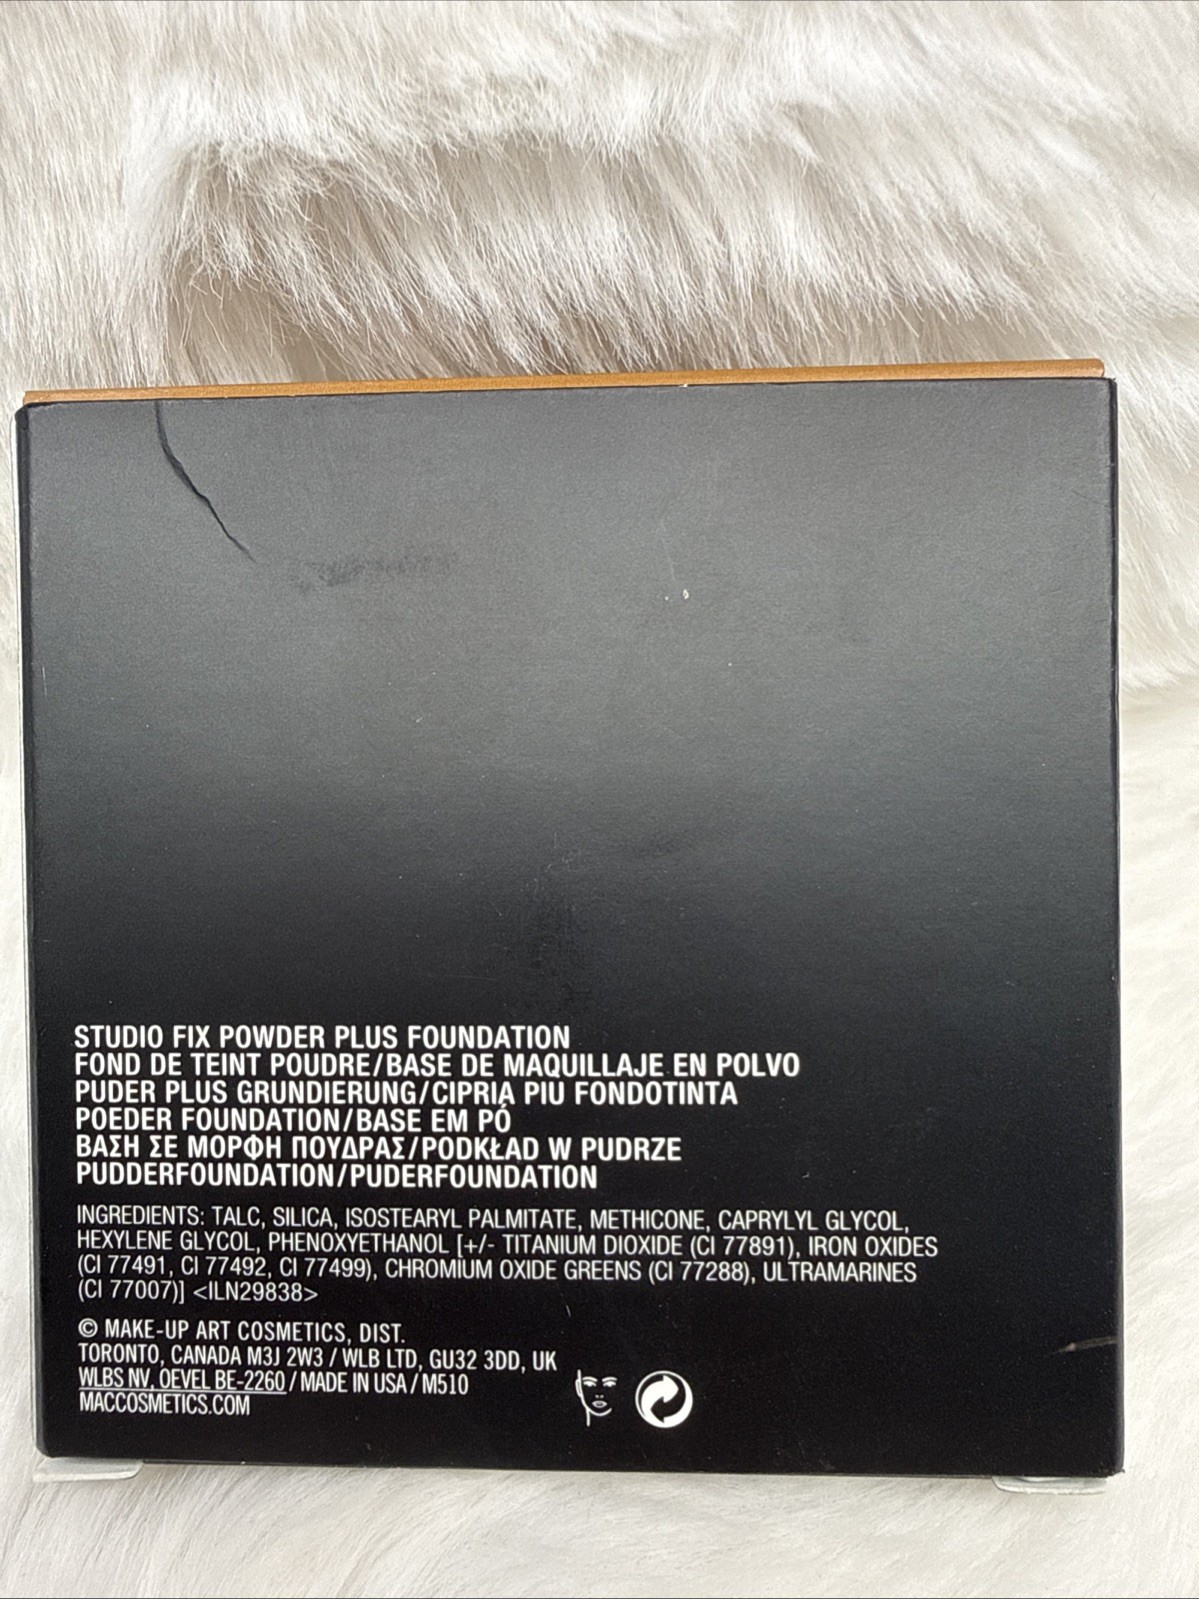 STUDIO FIX POWDER PLUS FOUNDATION
FOND DE TEINT POUDRE/BASE DE MAQUILLAJE EN POLVO
PUDER PLUS GRUNDIERUNG/CIPRIA PIU FONDOTINTA
POEDER FOUNDATION/BASE EM PÓ
ΒΑΣΗ ΣΕ ΜΟΡΦΗ ΠΟΥΔΡΑΣ/PODKŁAD W PUDRZE
PUDDERFOUNDATION/PUDERFOUNDATION
INGREDIENTS: TALC, SILICA, ISOSTEARYL PALMITATE, METHICONE, CAPRYLYL GLYCOL,
HEXYLENE GLYCOL, PHENOXYETHANOL [+/- TITANIUM DIOXIDE (CI 77891), IRON OXIDES
(CI 77491, CI 77492, CI 77499), CHROMIUM OXIDE GREENS (CI 77288), ULTRAMARINES
(CI 77007)] <ILN29838>
© MAKE-UP ART COSMETICS, DIST.
TORONTO, CANADA M3J 2W3 / WLB LTD, GU32 3DD, UK
WLBS NV, OEVEL BE-2260 / MADE IN USA / M510
MACCOSMETICS.COM